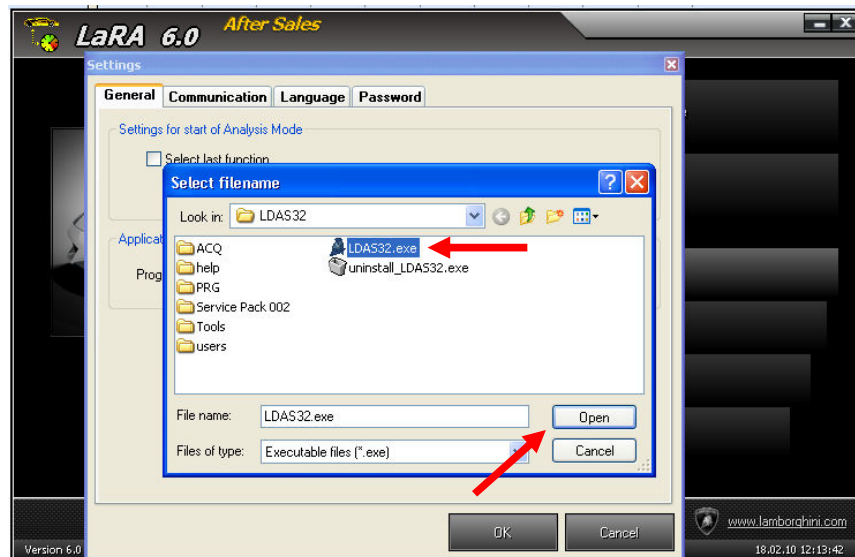 After Sales
LaRA 6.0
Settings
General Communication Language Password
Settings for start of Analysis Mode
Select last function
Select filename
Look in: LDAS32
Applicat
Prog
ACQ
help
PRG
Service Pack 002
Tools
users
LDAS32.exe
uninstall_LDAS32.exe
File name: LDAS32.exe Open
Files of type: Executable files (*.exe) Cancel
OK Cancel
www.lamborghini.com
Version 6.0 18.02.10 12:13:42